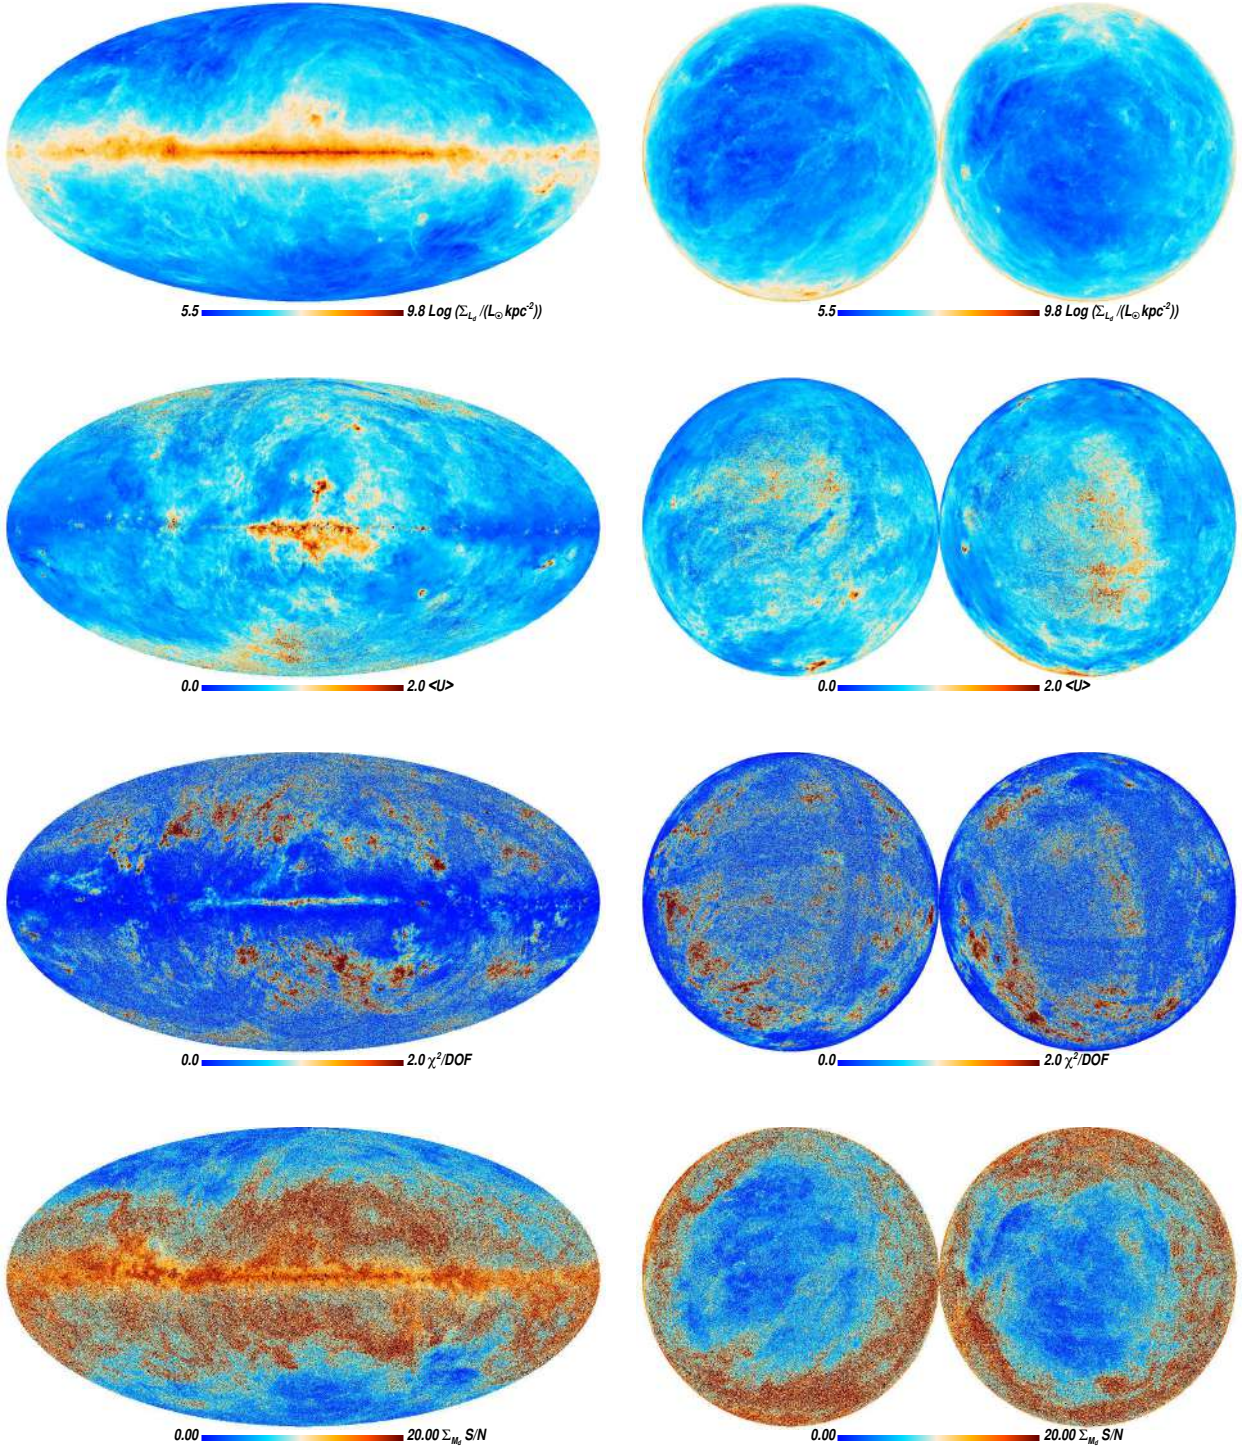 5.5 9.8 Log (Σ_{L_d} /(L_⊙ kpc^{-2}))
5.5 9.8 Log (Σ_{L_d} /(L_⊙ kpc^{-2}))
0.0 2.0 <U>
0.0 2.0 <U>
0.0 2.0 χ²/DOF
0.0 2.0 χ²/DOF
0.00 20.00 Σ_{M_d} S/N
0.00 20.00 Σ_{M_d} S/N